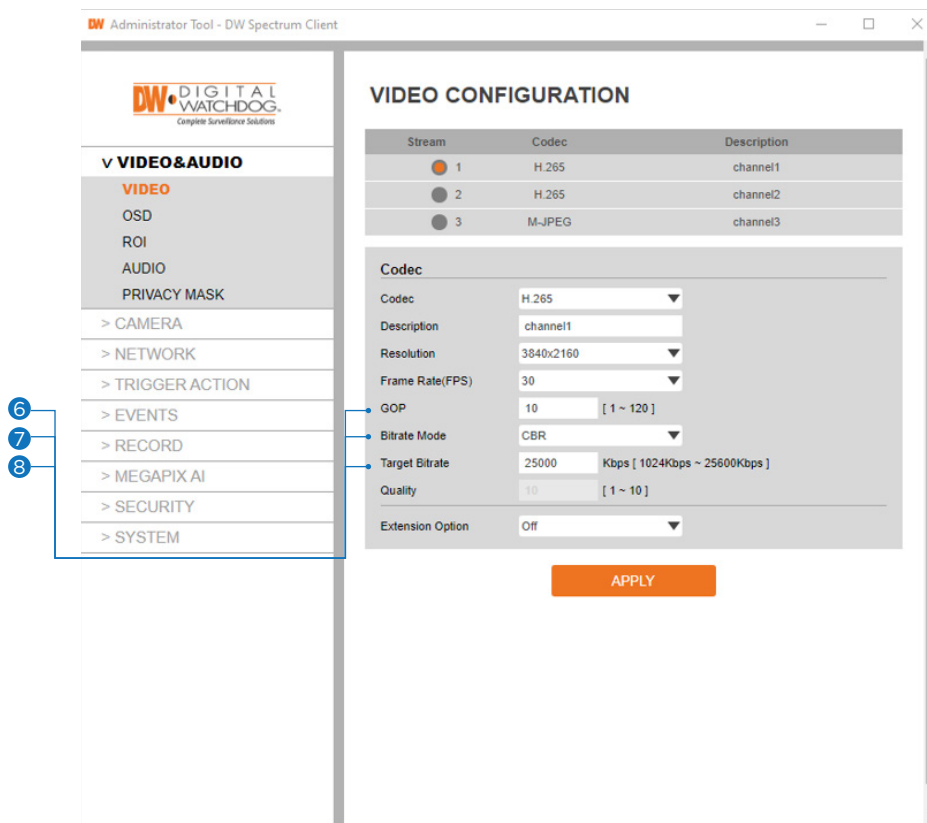 DW Administrator Tool - DW Spectrum Client
DW DIGITAL
WATCHDOG.
Complete Surveillance Solutions
V VIDEO&AUDIO
VIDEO
OSD
ROI
AUDIO
PRIVACY MASK
> CAMERA
> NETWORK
> TRIGGER ACTION
> EVENTS
> RECORD
> MEGAPIX AI
> SECURITY
> SYSTEM
6
7
8
VIDEO CONFIGURATION
Stream Codec Description
1 H.265 channel1
2 H.265 channel2
3 M-JPEG channel3
Codec
Codec H.265
Description channel1
Resolution 3840x2160
Frame Rate(FPS) 30
GOP 10 [ 1 ~ 120 ]
Bitrate Mode CBR
Target Bitrate 25000 Kbps [ 1024Kbps ~ 25600Kbps ]
Quality 10 [ 1 ~ 10 ]
Extension Option Off
APPLY